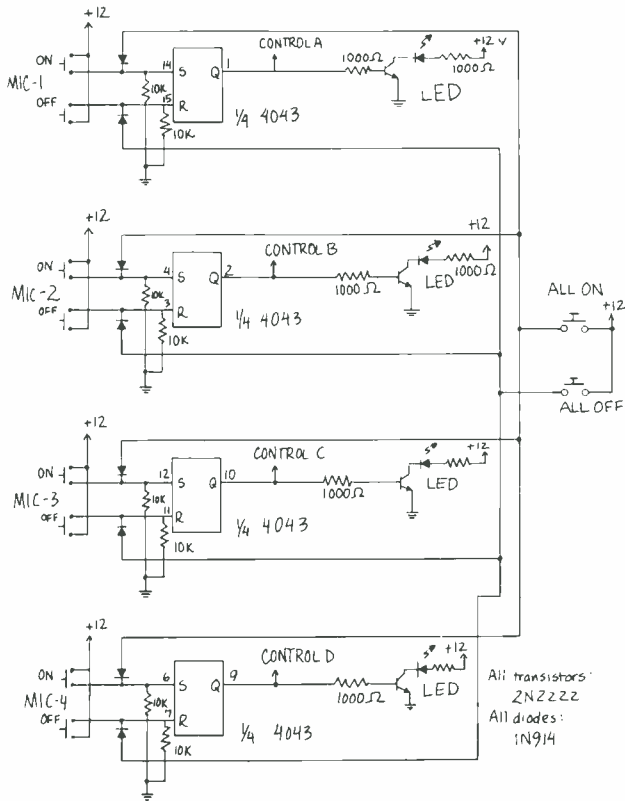 +12
ON
MIC-1
OFF
14
S
Q
1
10K
15
R
10K
1/4 4043
CONTROL A
1000Ω
+12 V
1000Ω
LED
+12
ON
MIC-2
OFF
4
S
Q
2
10K
3
R
10K
1/4 4043
CONTROL B
1000Ω
+12
1000Ω
LED
ALL ON
+12
ALL OFF
+12
ON
MIC-3
OFF
12
S
Q
10
10K
11
R
10K
1/4 4043
CONTROL C
1000Ω
+12
LED
+12
ON
MIC-4
OFF
6
S
Q
9
10K
7
R
10K
1/4 4043
CONTROL D
1000Ω
+12
LED
All transistors:
2N2222
All diodes:
1N914